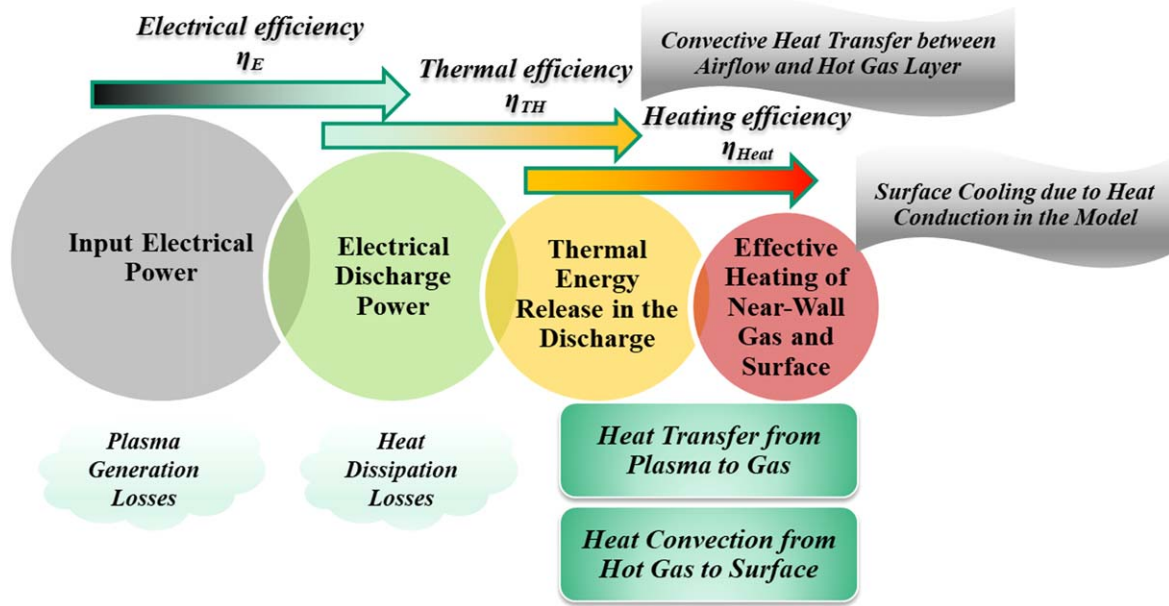 Electrical efficiency
η_E
Thermal efficiency
η_TH
Heating efficiency
η_Heat
Convective Heat Transfer between
Airflow and Hot Gas Layer
Surface Cooling due to Heat
Conduction in the Model
Input Electrical
Power
Electrical
Discharge
Power
Thermal
Energy
Release in the
Discharge
Effective
Heating of
Near-Wall
Gas and
Surface
Plasma
Generation
Losses
Heat
Dissipation
Losses
Heat Transfer from
Plasma to Gas
Heat Convection from
Hot Gas to Surface